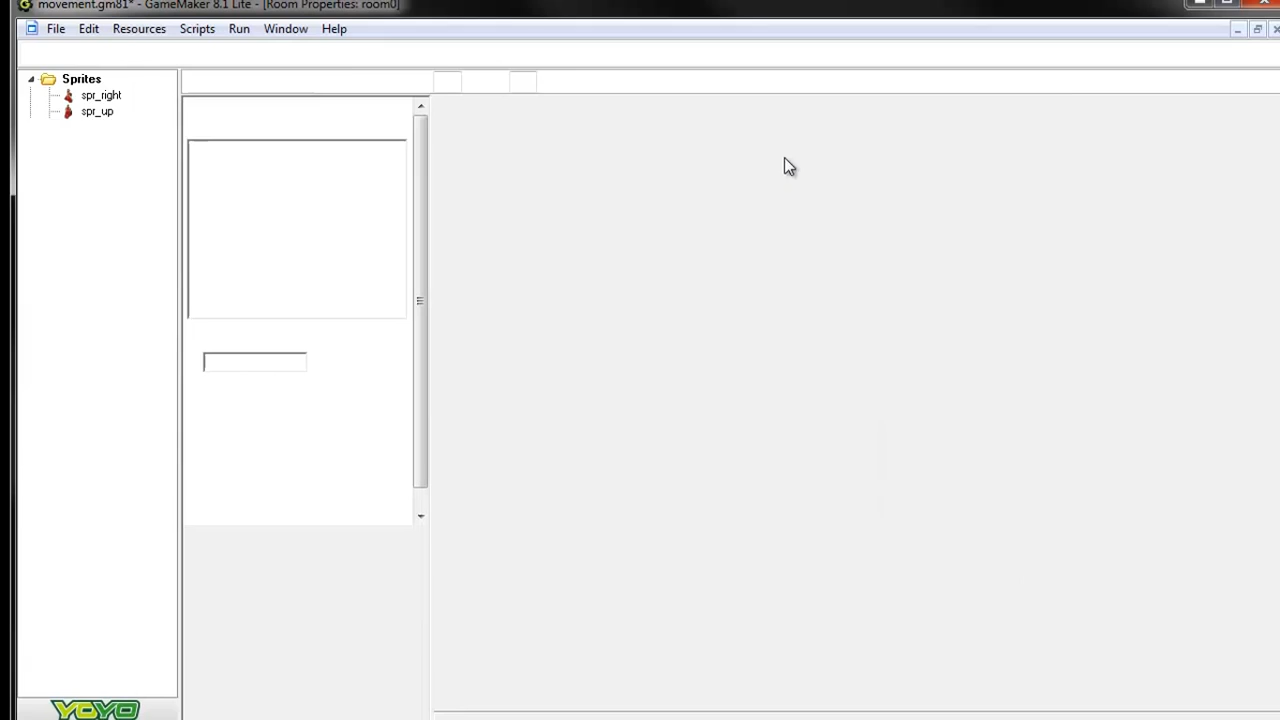 movement.gm81* - GameMaker 8.1 Lite - [Room Properties: room0]
File Edit Resources Scripts Run Window Help
Sprites
spr_right
spr_up
YOYO